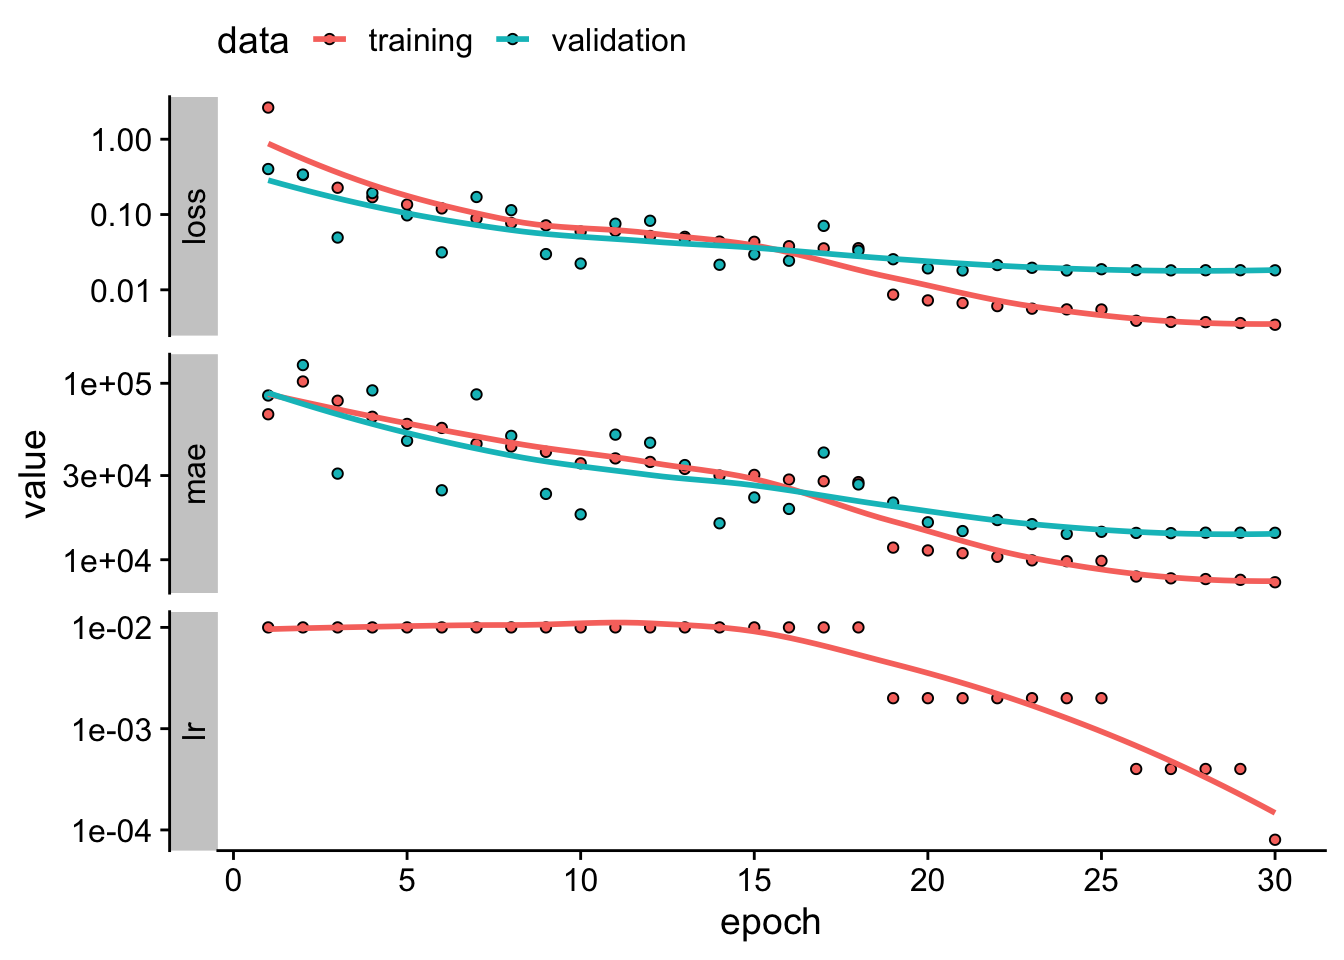 data training validation
1.00
0.10
0.01
loss
1e+05
3e+04
1e+04
mae
value
1e-02
1e-03
1e-04
lr
0 5 10 15 20 25 30
epoch